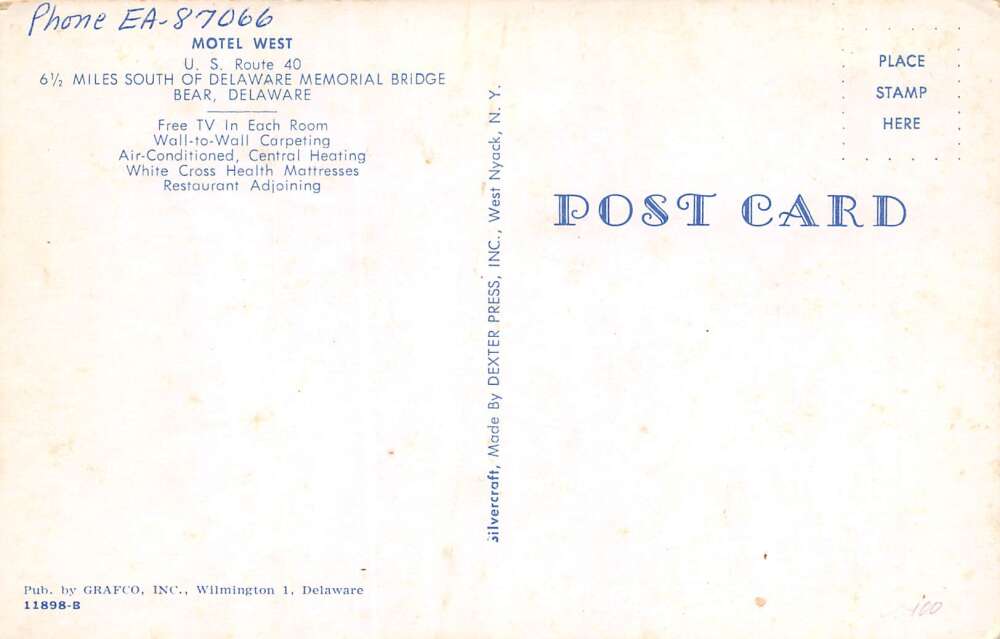 Phone EA-87066
MOTEL WEST
U. S. Route 40
6½ MILES SOUTH OF DELAWARE MEMORIAL BRIDGE
BEAR, DELAWARE
Free TV In Each Room
Wall-to-Wall Carpeting
Air-Conditioned, Central Heating
White Cross Health Mattresses
Restaurant Adjoining
Pub. by GRAFCO, INC., Wilmington 1, Delaware
11898-B
silvercraft, Made By DEXTER PRESS, INC., West Nyack, N. Y.
PLACE
STAMP
HERE
POST CARD